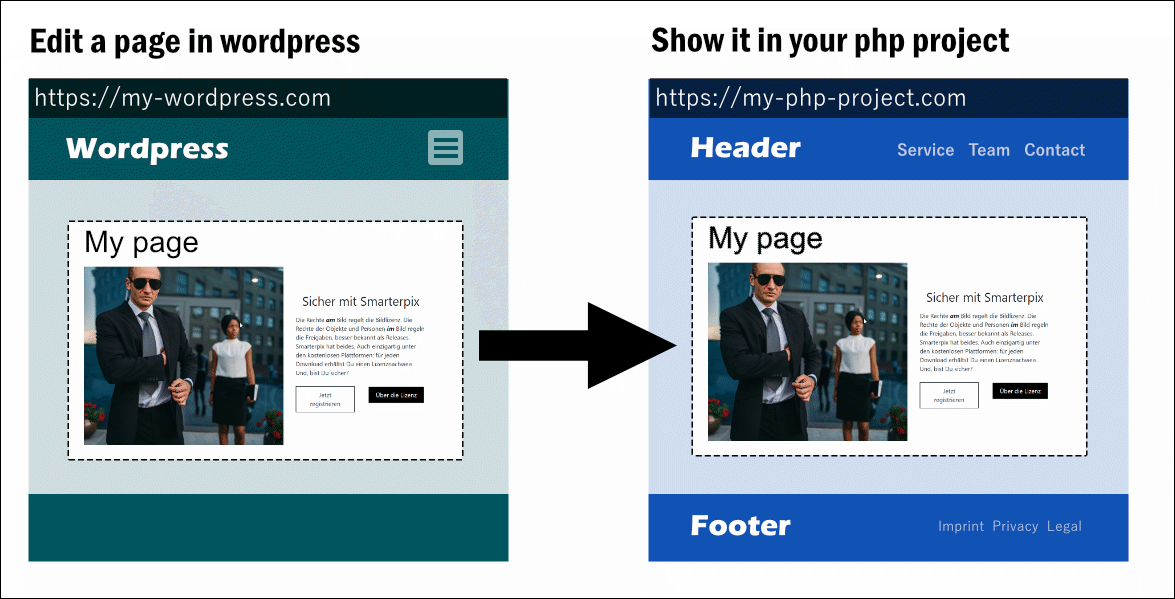 Edit a page in wordpress
https://my-wordpress.com
Wordpress
My page
Sicher mit Smarterpix
Die Rechte am Bild regelt die Bildlizenz. Die
Rechte der Objekte und Personen im Bild regeln
die Freigaben, besser bekannt als Releases.
Smarterpix hat beides. Auch einzigartig unter
den kostenlosen Plattformen: für jeden
Download erhältst Du einen Lizenznachweis.
Und, bist Du sicher?
Jetzt
registrieren
Über die Lizenz
Show it in your php project
https://my-php-project.com
Header
Service Team Contact
My page
Sicher mit Smarterpix
Die Rechte am Bild regelt die Bildlizenz. Die
Rechte der Objekte und Personen im Bild regeln
die Freigaben, besser bekannt als Releases.
Smarterpix hat beides. Auch einzigartig unter
den kostenlosen Plattformen: für jeden
Download erhältst Du einen Lizenznachweis.
Und, bist Du sicher?
Jetzt
registrieren
Über die Lizenz
Footer
Imprint Privacy Legal